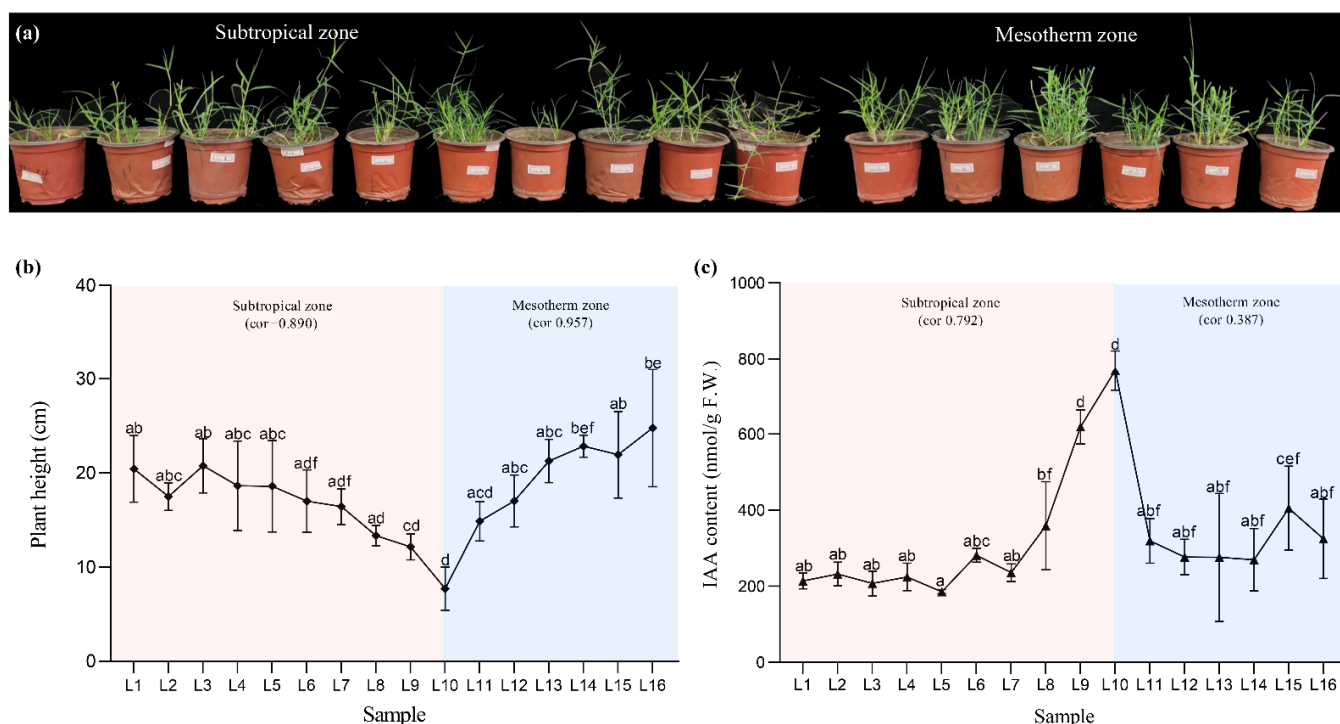 (a)
Subtropical zone
Mesotherm zone
(b)
Plant height (cm)
40
30
20
10
0
Subtropical zone
(cor −0.890)
Mesotherm zone
(cor 0.957)
ab
abc
ab
abc
abc
adf
adf
ad
cd
d
acd
abc
abc
bef
ab
be
L1 L2 L3 L4 L5 L6 L7 L8 L9 L10 L11 L12 L13 L14 L15 L16
Sample
(c)
IAA content (nmol/g F.W.)
1000
800
600
400
200
0
Subtropical zone
(cor 0.792)
Mesotherm zone
(cor 0.387)
ab
ab
ab
ab
a
abc
ab
bf
d
d
abf
abf
abf
abf
cef
abf
L1 L2 L3 L4 L5 L6 L7 L8 L9 L10 L11 L12 L13 L14 L15 L16
Sample